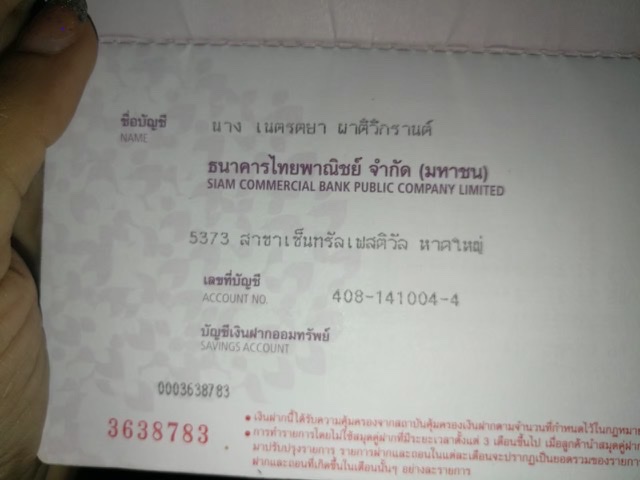 ชื่อบัญชี นาง เนตรดยา ผาติวิกรานต์
NAME
ธนาคารไทยพาณิชย์ จำกัด (มหาชน)
SIAM COMMERCIAL BANK PUBLIC COMPANY LIMITED
5373 สาขาเซ็นทรัลเฟสติวัล หาดใหญ่
เลขที่บัญชี
ACCOUNT NO. 408-141004-4
บัญชีเงินฝากออมทรัพย์
SAVINGS ACCOUNT
0003638783
3638783
• เงินฝากนี้ได้รับความคุ้มครองจากสถาบันคุ้มครองเงินฝากตามจำนวนที่กำหนดไว้ในกฎหมาย
• การทำรายการโดยไม่ใช้สมุดคู่ฝากที่มีระยะเวลาตั้งแต่ 3 เดือนขึ้นไป เมื่อลูกค้านำสมุดคู่ฝาก
มาปรับปรุงรายการ รายการฝากและถอนในแต่ละเดือนจะปรากฏเป็นยอดรวมของรายการ
ฝากและถอนที่เกิดขึ้นในเดือนนั้นๆ อย่างละรายการ